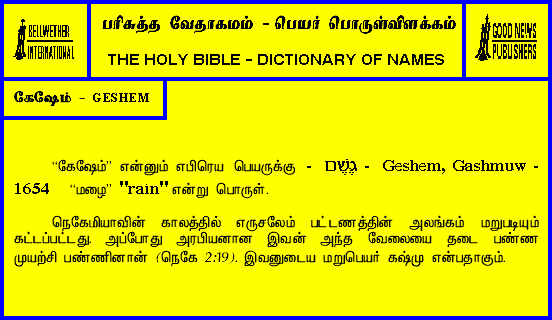 BELLWETHER
INTERNATIONAL
பரிசுத்த வேதாகமம் - பெயர் பொருள்விளக்கம்
THE HOLY BIBLE - DICTIONARY OF NAMES
GOOD NEWS
PUBLISHERS
கேஷேம் - GESHEM
“கேஷேம்” என்னும் எபிரெய பெயருக்கு - גֶּשֶׁם - Geshem, Gashmuw -
1654 “மழை” "rain" என்று பொருள்.
நெகேமியாவின் காலத்தில் எருசலேம் பட்டணத்தின் அலங்கம் மறுபடியும்
கட்டப்பட்டது. அப்போது அரபியனான இவன் அந்த வேலையை தடை பண்ண
முயற்சி பண்ணினான் (நெகே 2:19). இவனுடைய மறுபெயர் கஷ்மு என்பதாகும்.